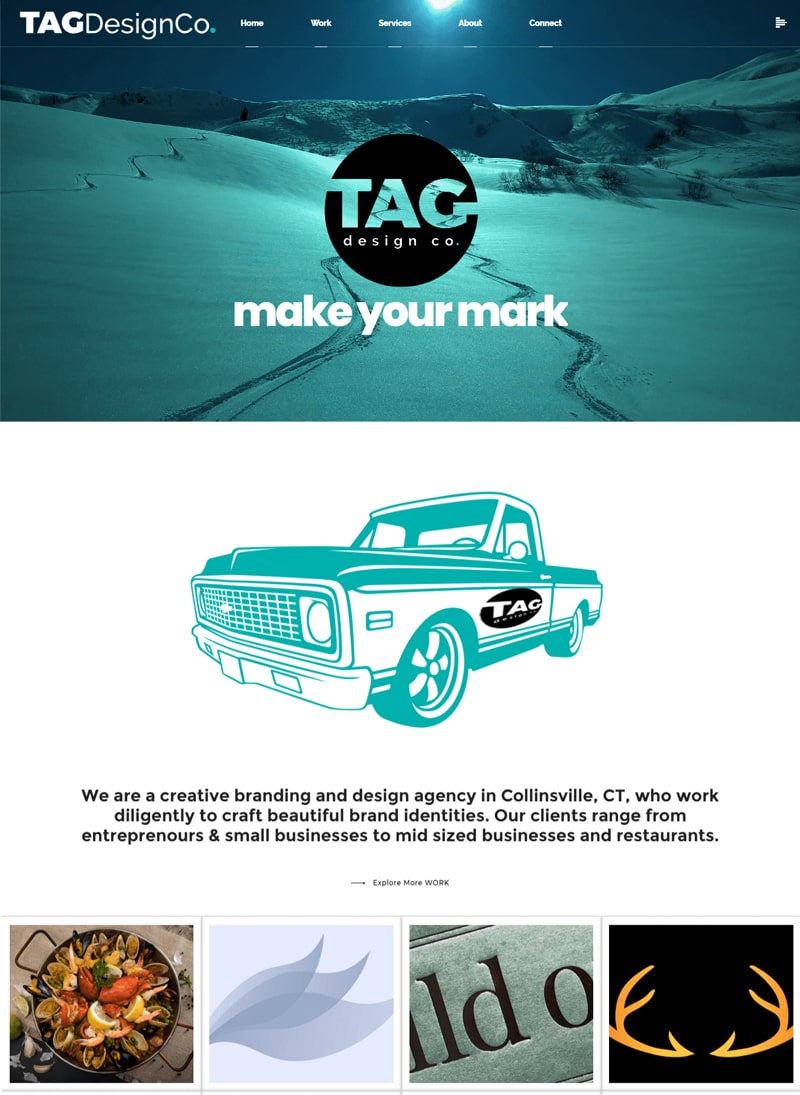 TAGDesignCo.
Home Work Services About Connect
TAG
design co.
make your mark
TAG
We are a creative branding and design agency in Collinsville, CT, who work
diligently to craft beautiful brand identities. Our clients range from
entreprenours & small businesses to mid sized businesses and restaurants.
Explore More WORK
ld o